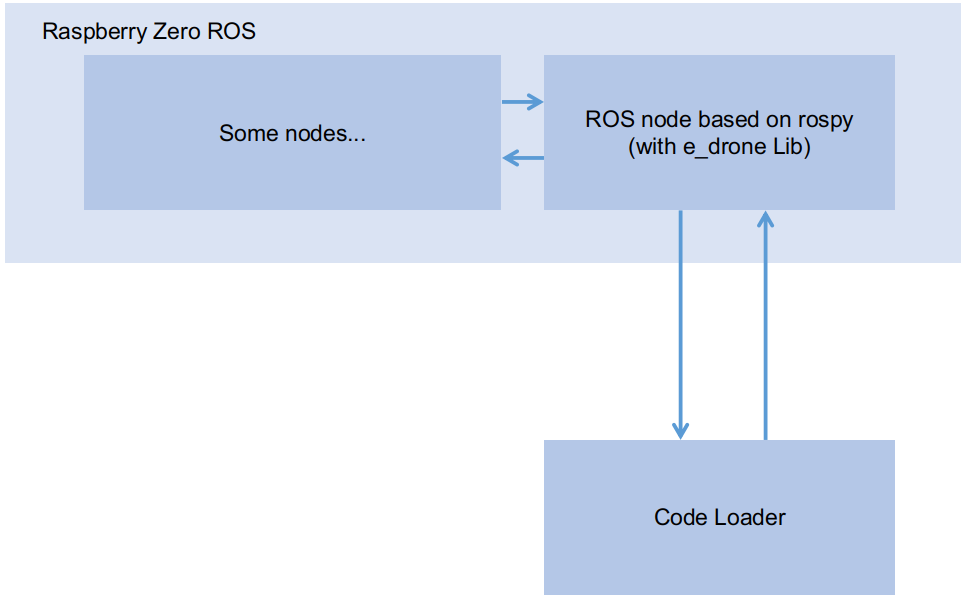 Raspberry Zero ROS
Some nodes...
ROS node based on rospy
(with e_drone Lib)
Code Loader